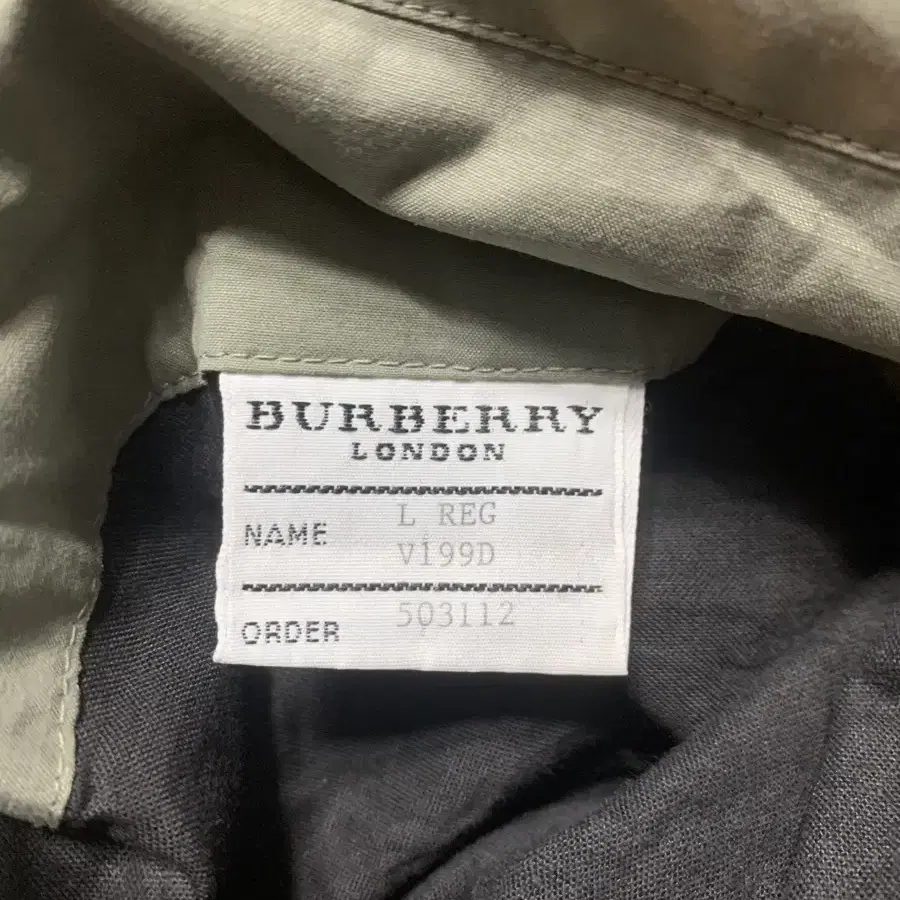 BURBERRY
LONDON
NAME L REG
V199D
ORDER 503112